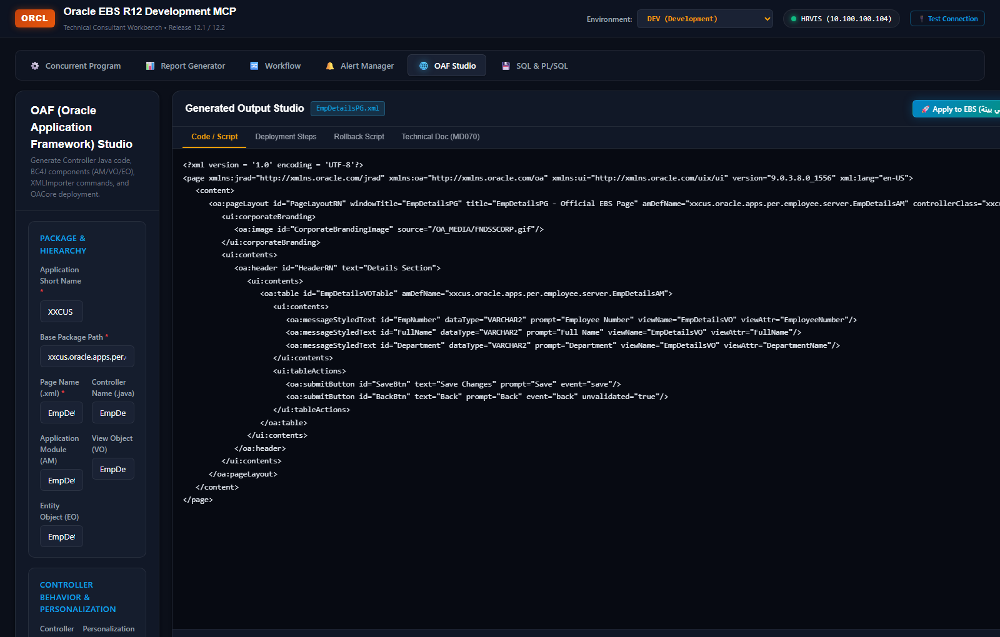 ORCL
Oracle EBS R12 Development MCP
Technical Consultant Workbench • Release 12.1 / 12.2
Environment:
DEV (Development)
HRVIS (10.100.100.104)
Test Connection
Concurrent Program
Report Generator
Workflow
Alert Manager
OAF Studio
SQL & PL/SQL
OAF (Oracle
Application
Framework) Studio
Generate Controller Java code,
BC4J components (AM/VO/EO),
XMLImporter commands, and
OACore deployment.
PACKAGE &
HIERARCHY
Application
Short Name
*
XXCUS
Base Package Path *
xxcus.oracle.apps.per.
Page Name
(.xml) *
Controller
Name (.java)
EmpDet
EmpDe
Application
Module
(AM)
View Object
(VO)
EmpDet
EmpDe
Entity
Object (EO)
EmpDet
CONTROLLER
BEHAVIOR &
PERSONALIZATION
Controller
Personalization
Generated Output Studio
EmpDetailsPG.xml
Apply to EBS (ي بيئة
Code / Script
Deployment Steps
Rollback Script
Technical Doc (MD070)
<?xml version = '1.0' encoding = 'UTF-8'?>
<page xmlns:jrad="http://xmlns.oracle.com/jrad" xmlns:oa="http://xmlns.oracle.com/oa" xmlns:ui="http://xmlns.oracle.com/uix/ui" version="9.0.3.8.0_1556" xml:lang="en-US">
<content>
<oa:pageLayout id="PageLayoutRN" windowTitle="EmpDetailsPG" title="EmpDetailsPG - Official EBS Page" amDefName="xxcus.oracle.apps.per.employee.server.EmpDetailsAM" controllerClass="xxc
<ui:corporateBranding>
<oa:image id="CorporateBrandingImage" source="/OA_MEDIA/FNDSSCORP.gif"/>
</ui:corporateBranding>
<ui:contents>
<oa:header id="HeaderRN" text="Details Section">
<ui:contents>
<oa:table id="EmpDetailsVOTable" amDefName="xxcus.oracle.apps.per.employee.server.EmpDetailsAM">
<ui:contents>
<oa:messageStyledText id="EmpNumber" dataType="VARCHAR2" prompt="Employee Number" viewName="EmpDetailsVO" viewAttr="EmployeeNumber"/>
<oa:messageStyledText id="FullName" dataType="VARCHAR2" prompt="Full Name" viewName="EmpDetailsVO" viewAttr="FullName"/>
<oa:messageStyledText id="Department" dataType="VARCHAR2" prompt="Department" viewName="EmpDetailsVO" viewAttr="DepartmentName"/>
</ui:contents>
<ui:tableActions>
<oa:submitButton id="SaveBtn" text="Save Changes" prompt="Save" event="save"/>
<oa:submitButton id="BackBtn" text="Back" prompt="Back" event="back" unvalidated="true"/>
</ui:tableActions>
</oa:table>
</ui:contents>
</oa:header>
</ui:contents>
</oa:pageLayout>
</content>
</page>